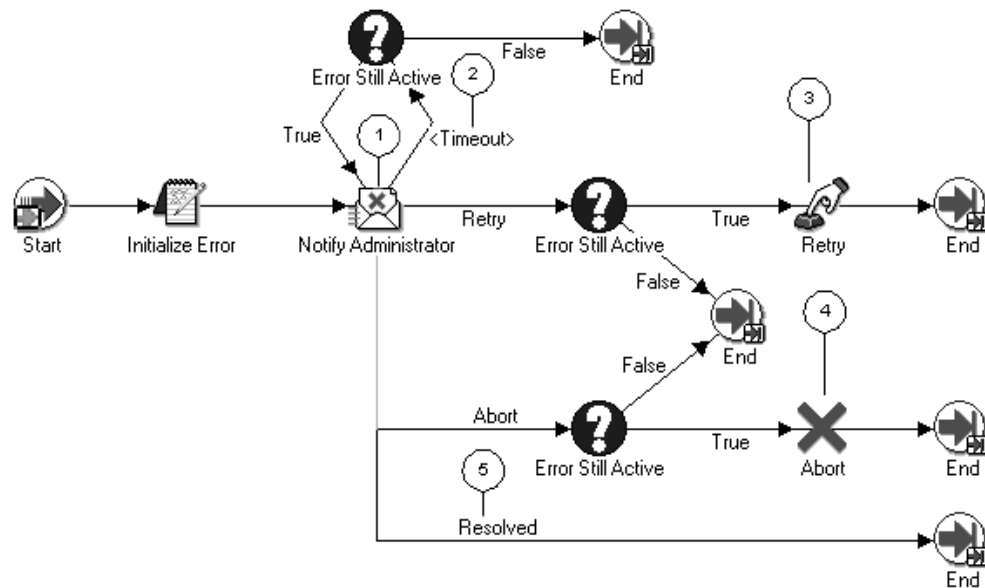 False
End
Error Still Active
2
3
1
True
<Timeout>
Start
Initialize Error
Notify Administrator
Retry
Error Still Active
True
Retry
End
False
4
End
False
Abort
Error Still Active
True
Abort
End
5
Resolved
End